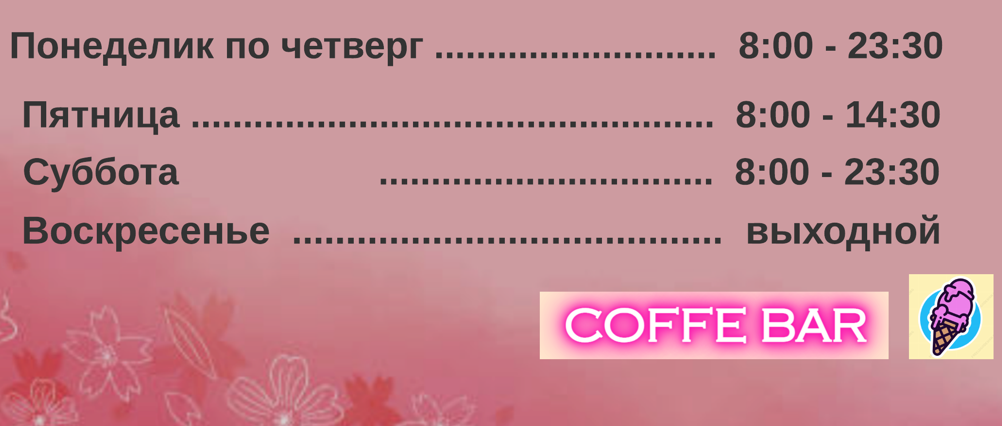 Понеделик по четверг ........................... 8:00 - 23:30
Пятница .................................................. 8:00 - 14:30
Суббота ................................ 8:00 - 23:30
Воскресенье ......................................... выходной
COFFE BAR